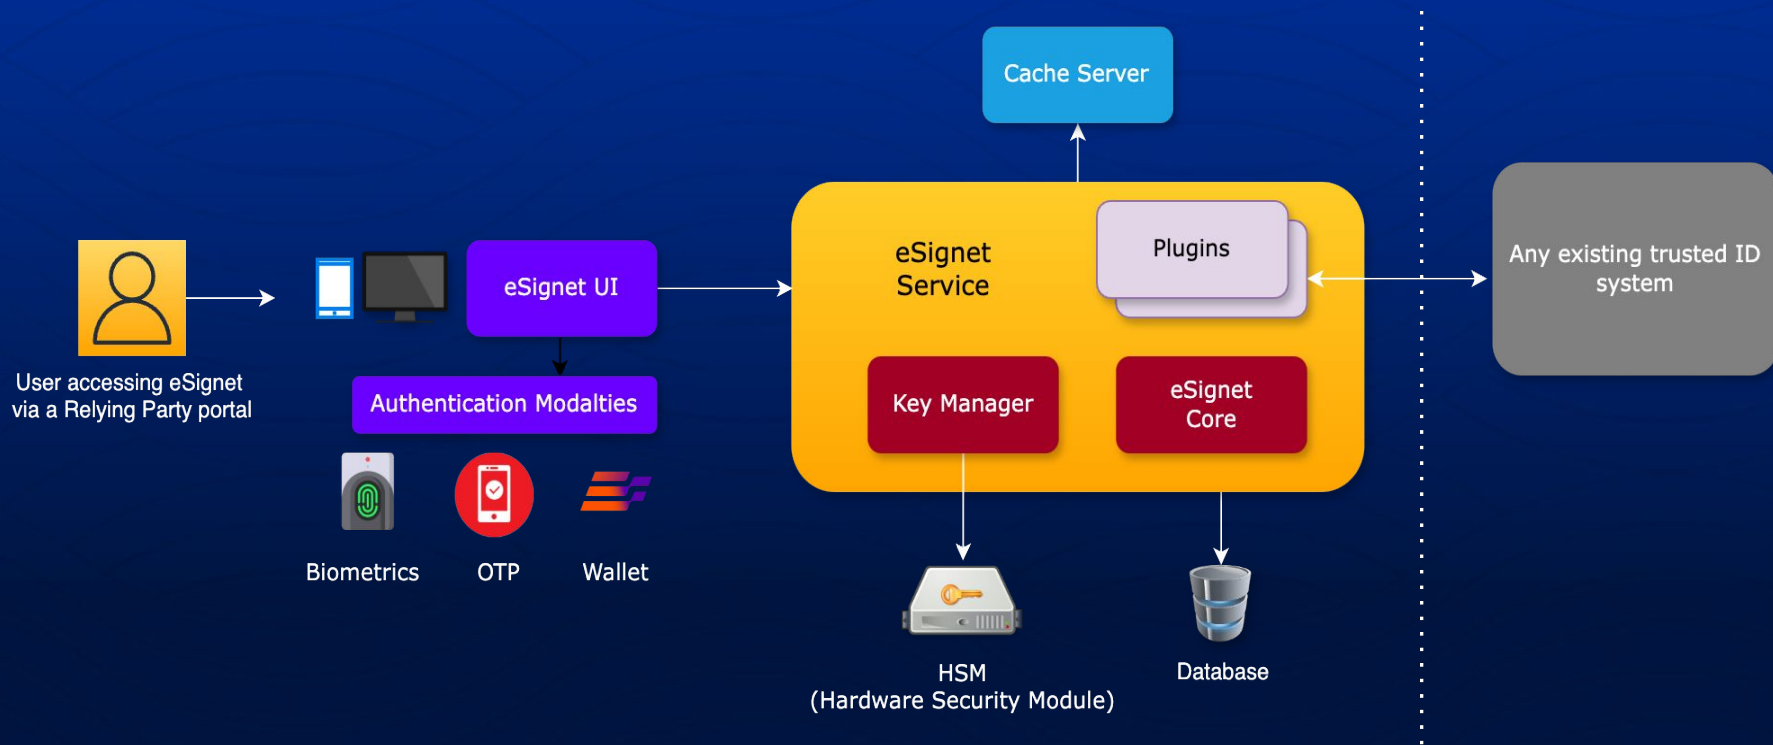 Cache Server
eSignet
Service
Plugins
Any existing trusted ID
system
eSignet UI
User accessing eSignet
via a Relying Party portal
Authentication Modalties
Key Manager
eSignet
Core
Biometrics
OTP
Wallet
HSM
(Hardware Security Module)
Database